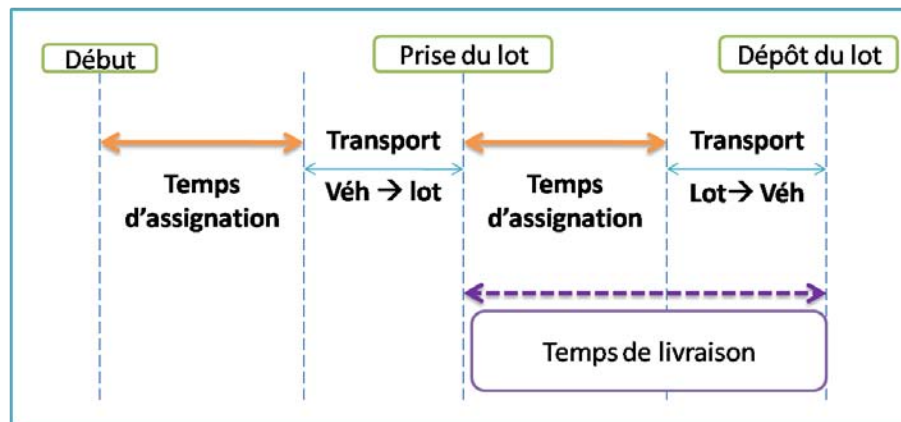 Début
Prise du lot
Dépôt du lot
Transport
Transport
Véh → lot
Lot→ Véh
Temps
d'assignation
Temps
d'assignation
Temps de livraison